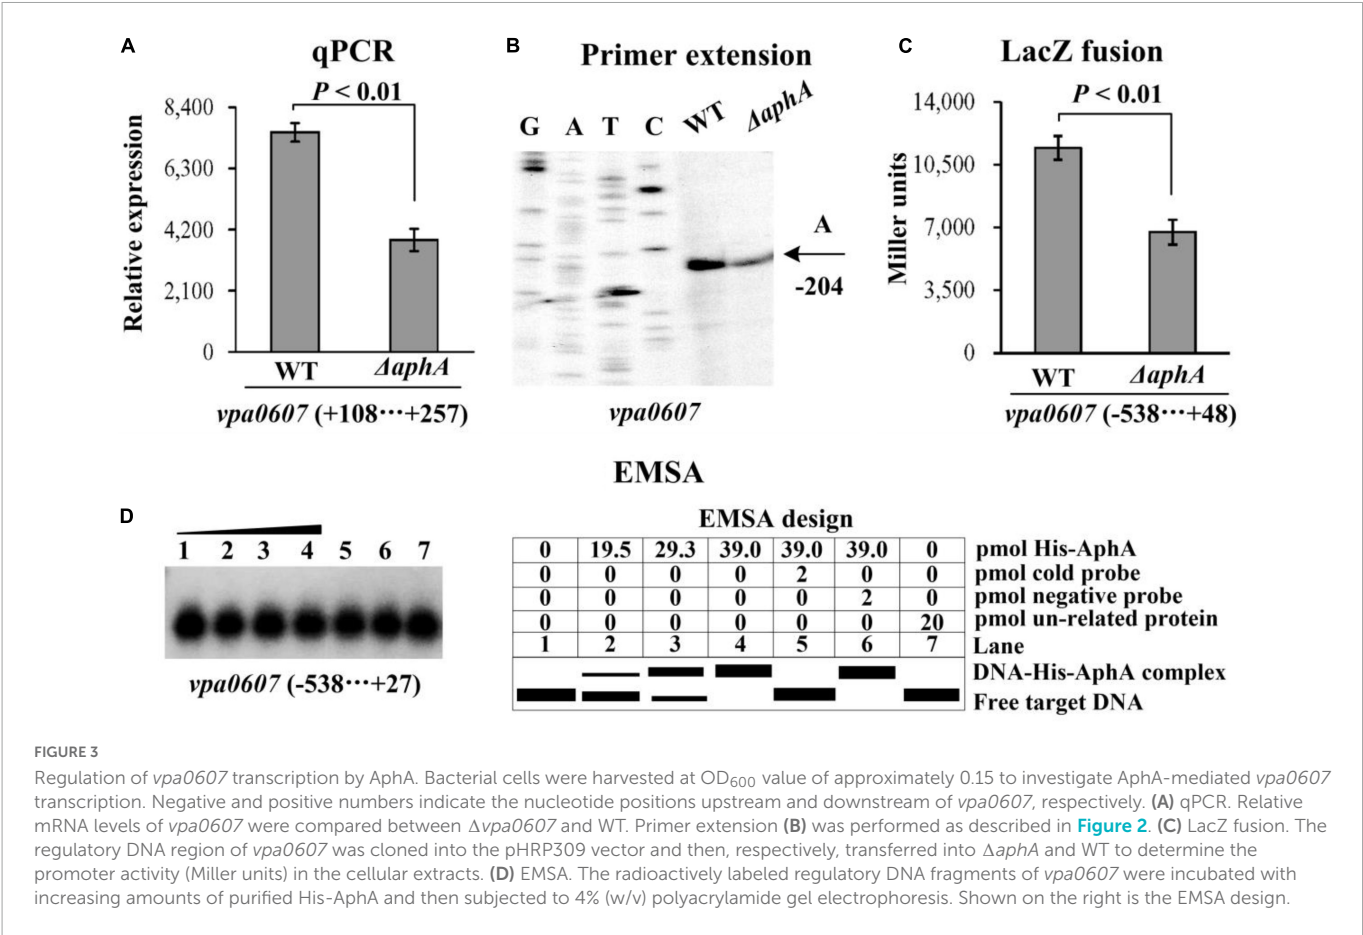 A
qPCR
P < 0.01
Relative expression
8,400
6,300
4,200
2,100
0
WT ΔaphA
vpa0607 (+108···+257)
B
Primer extension
G A T C WT ΔaphA
A
-204
vpa0607
C
LacZ fusion
P < 0.01
Miller units
14,000
10,500
7,000
3,500
0
WT ΔaphA
vpa0607 (-538···+48)
EMSA
D
1 2 3 4 5 6 7
vpa0607 (-538···+27)
EMSA design
0 19.5 29.3 39.0 39.0 39.0 0 pmol His-AphA
0 0 0 0 2 0 0 pmol cold probe
0 0 0 0 0 2 0 pmol negative probe
0 0 0 0 0 0 20 pmol un-related protein
1 2 3 4 5 6 7 Lane
DNA-His-AphA complex
Free target DNA
FIGURE 3
Regulation of vpa0607 transcription by AphA. Bacterial cells were harvested at OD600 value of approximately 0.15 to investigate AphA-mediated vpa0607
transcription. Negative and positive numbers indicate the nucleotide positions upstream and downstream of vpa0607, respectively. (A) qPCR. Relative
mRNA levels of vpa0607 were compared between Δvpa0607 and WT. Primer extension (B) was performed as described in Figure 2. (C) LacZ fusion. The
regulatory DNA region of vpa0607 was cloned into the pHRP309 vector and then, respectively, transferred into ΔaphA and WT to determine the
promoter activity (Miller units) in the cellular extracts. (D) EMSA. The radioactively labeled regulatory DNA fragments of vpa0607 were incubated with
increasing amounts of purified His-AphA and then subjected to 4% (w/v) polyacrylamide gel electrophoresis. Shown on the right is the EMSA design.